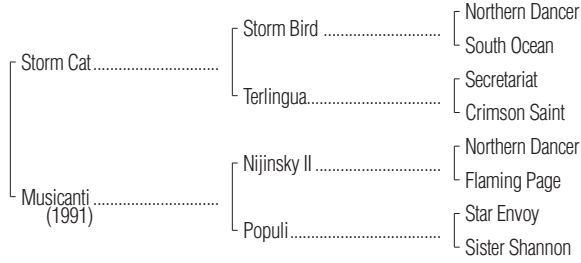 Northern Dancer
Storm Bird ................................
South Ocean
Storm Cat ................................
Secretariat
Terlingua ..................................
Crimson Saint
Northern Dancer
Nijinsky II ................................
Flaming Page
Musicanti ................................
(1991)
Star Envoy
Populi ......................................
Sister Shannon